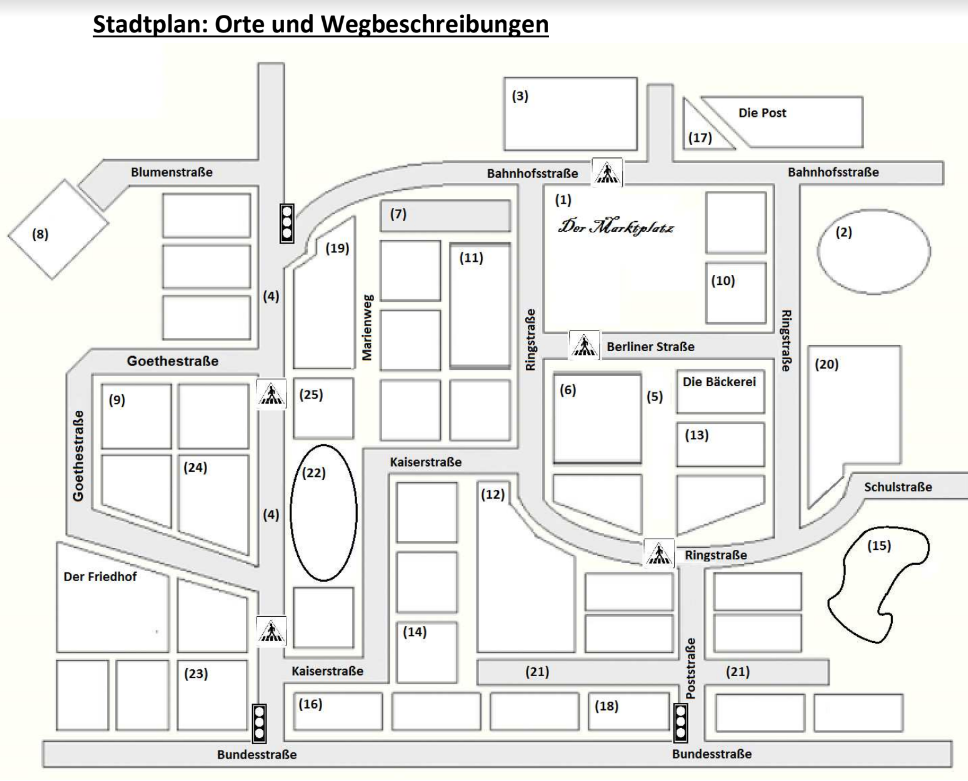 Stadtplan: Orte und Wegbeschreibungen
(3)
Die Post
(17)
Blumenstraße
Bahnhofsstraße
Bahnhofsstraße
(8)
(7)
(1)
Der Marktplatz
(2)
(19)
(11)
(10)
(4)
Marienweg
Ringstraße
Ringstraße
Berliner Straße
Goethestraße
(20)
(9)
(25)
(6)
(5)
Die Bäckerei
(13)
Goethestraße
(24)
(22)
Kaiserstraße
(12)
Schulstraße
(4)
(15)
Ringstraße
Der Friedhof
(14)
Poststraße
(23)
Kaiserstraße
(21)
(21)
(16)
(18)
Bundesstraße
Bundesstraße